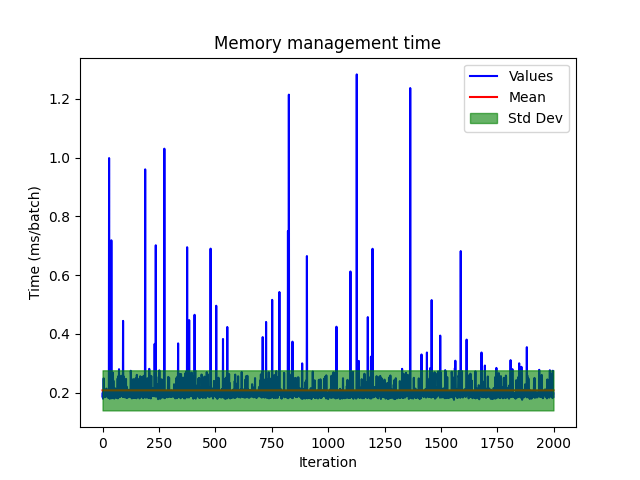 Memory management time
Time (ms/batch)
1.2
1.0
0.8
0.6
0.4
0.2
Values
Mean
Std Dev
0 250 500 750 1000 1250 1500 1750 2000
Iteration